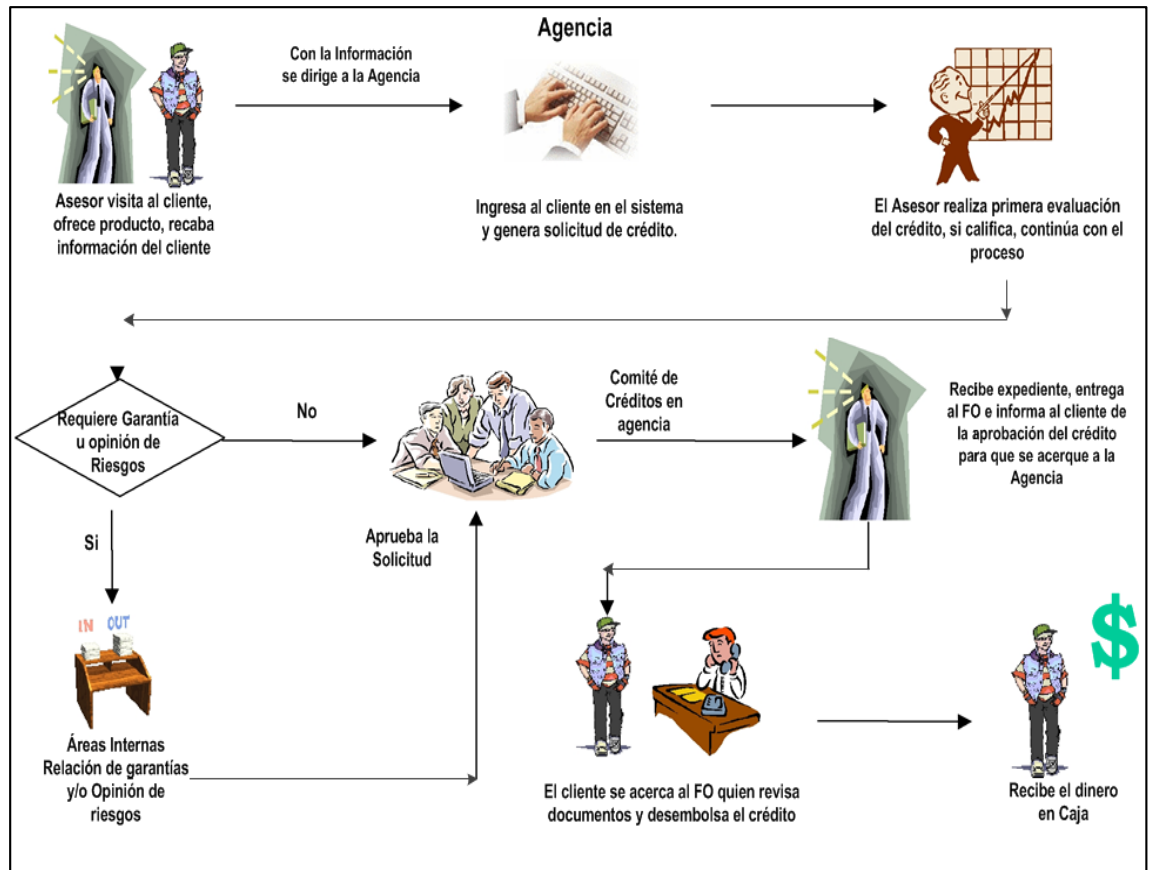 Agencia
Con la Información
se dirige a la Agencia
Asesor visita al cliente,
ofrece producto, recaba
información del cliente
Ingresa al cliente en el sistema
y genera solicitud de crédito.
El Asesor realiza primera evaluación
del crédito, si califica, continúa con el
proceso
Requiere Garantía
u opinión de
Riesgos
No
Si
Comité de
Créditos en
agencia
Recibe expediente, entrega
al FO e informa al cliente de
la aprobación del crédito
para que se acerque a la
Agencia
Aprueba la
Solicitud
IN OUT
Áreas Internas
Relación de garantías
y/o Opinión de
riesgos
El cliente se acerca al FO quien revisa
documentos y desembolsa el crédito
$
Recibe el dinero
en Caja